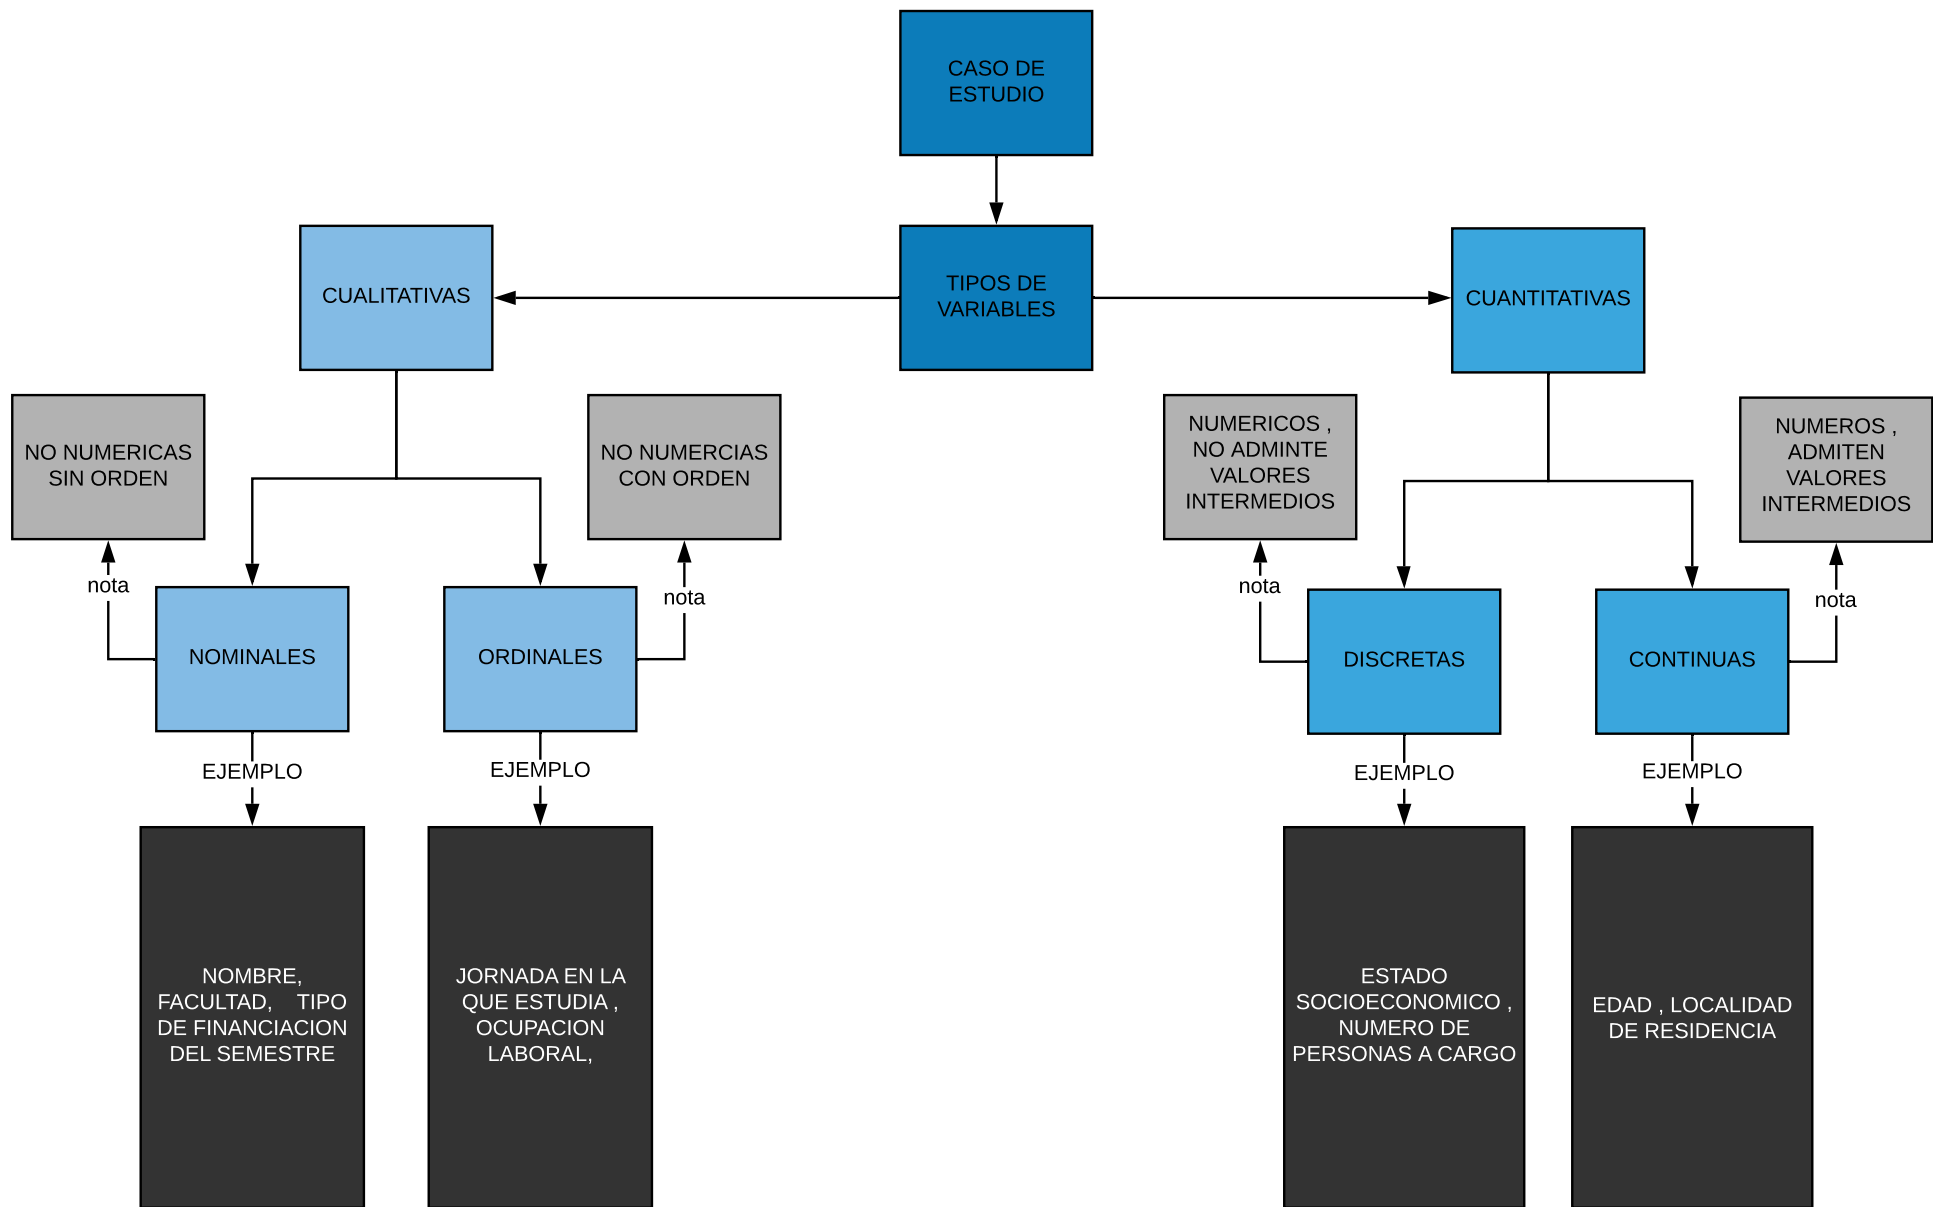 CASO DE
ESTUDIO
CUALITATIVAS
TIPOS DE
VARIABLES
CUANTITATIVAS
NO NUMERICAS
SIN ORDEN
NO NUMERCIAS
CON ORDEN
NUMERICOS ,
NO ADMINTE
VALORES
INTERMEDIOS
NUMEROS ,
ADMITEN
VALORES
INTERMEDIOS
nota
nota
nota
nota
NOMINALES
ORDINALES
DISCRETAS
CONTINUAS
EJEMPLO
EJEMPLO
EJEMPLO
EJEMPLO
NOMBRE,
FACULTAD, TIPO
DE FINANCIACION
DEL SEMESTRE
JORNADA EN LA
QUE ESTUDIA ,
OCUPACION
LABORAL,
ESTADO
SOCIOECONOMICO ,
NUMERO DE
PERSONAS A CARGO
EDAD , LOCALIDAD
DE RESIDENCIA